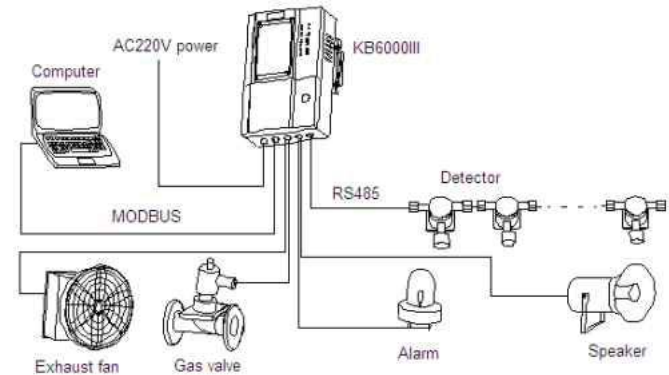 AC220V power
KB6000III
Computer
Detector
RS485
MODBUS
Exhaust fan
Gas valve
Alarm
Speaker